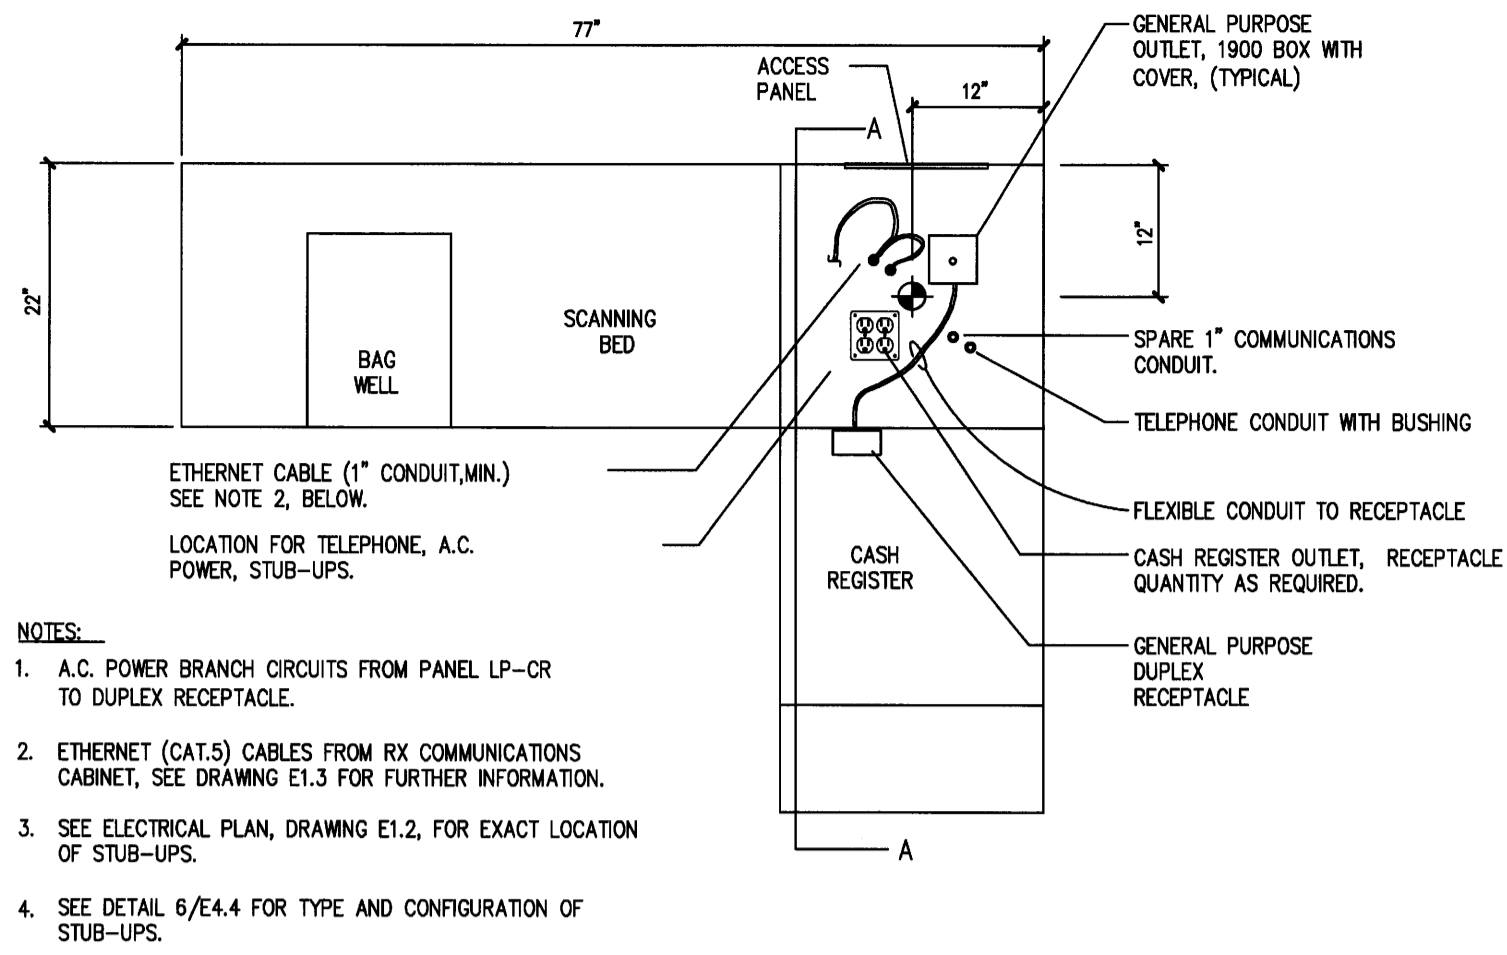 77"
GENERAL PURPOSE
OUTLET, 1900 BOX WITH
COVER, (TYPICAL)
ACCESS
PANEL
12"
A
22"
12"
SCANNING
BED
BAG
WELL
SPARE 1" COMMUNICATIONS
CONDUIT.
TELEPHONE CONDUIT WITH BUSHING
ETHERNET CABLE (1" CONDUIT,MIN.)
SEE NOTE 2, BELOW.
FLEXIBLE CONDUIT TO RECEPTACLE
LOCATION FOR TELEPHONE, A.C.
POWER, STUB-UPS.
CASH
REGISTER
CASH REGISTER OUTLET, RECEPTACLE
QUANTITY AS REQUIRED.
GENERAL PURPOSE
DUPLEX
RECEPTACLE
NOTES:
1. A.C. POWER BRANCH CIRCUITS FROM PANEL LP-CR
TO DUPLEX RECEPTACLE.
2. ETHERNET (CAT.5) CABLES FROM RX COMMUNICATIONS
CABINET, SEE DRAWING E1.3 FOR FURTHER INFORMATION.
3. SEE ELECTRICAL PLAN, DRAWING E1.2, FOR EXACT LOCATION
OF STUB-UPS.
A
4. SEE DETAIL 6/E4.4 FOR TYPE AND CONFIGURATION OF
STUB-UPS.